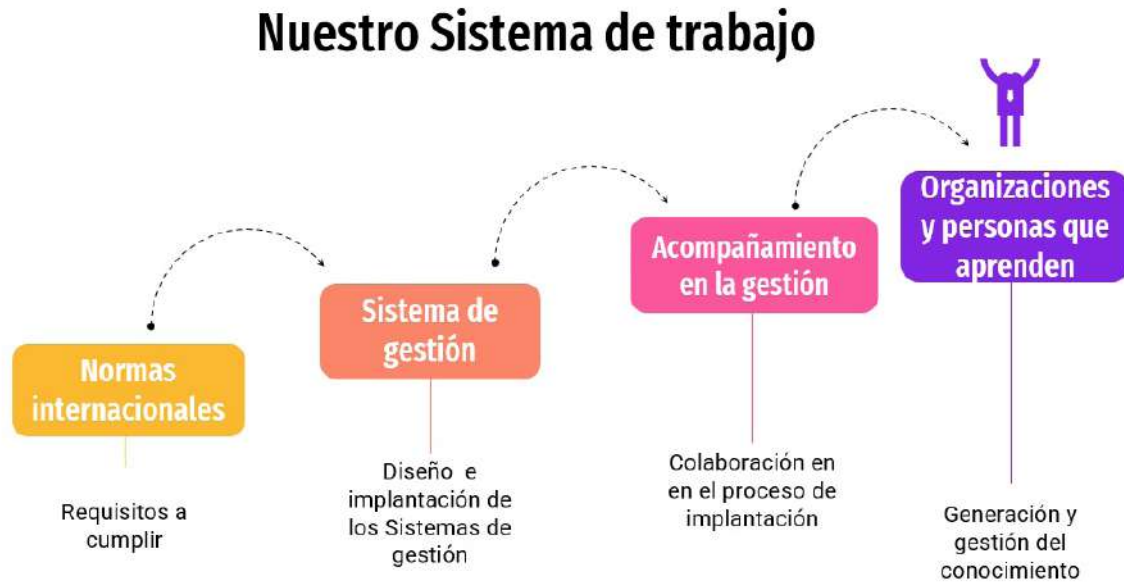 Nuestro Sistema de trabajo
Normas
internacionales
Requisitos a
cumplir
Sistema de
gestión
Diseño e
implantación de
los Sistemas de
gestión
Acompañamiento
en la gestión
Colaboración en
en el proceso de
implantación
Organizaciones
y personas que
aprenden
Generación y
gestión del
conocimiento